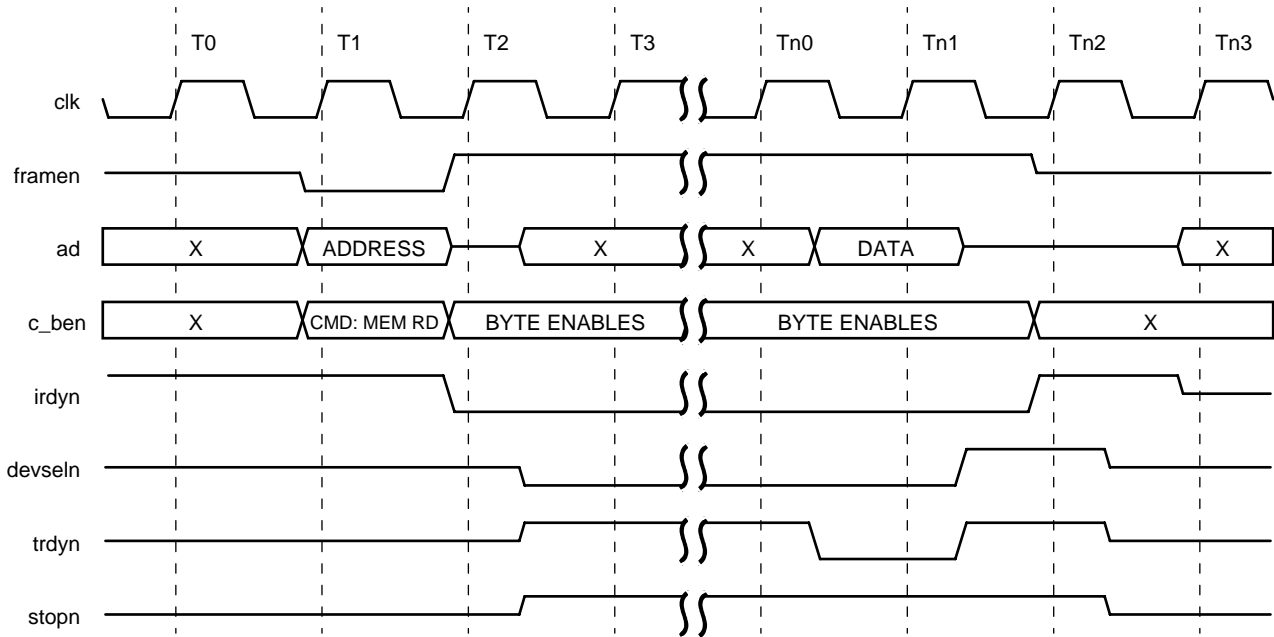 T0 T1 T2 T3 Tn0 Tn1 Tn2 Tn3
clk
framen
ad X ADDRESS X X DATA X
c_ben X CMD: MEM RD BYTE ENABLES BYTE ENABLES X
irdyn
devseln
trdyn
stopn